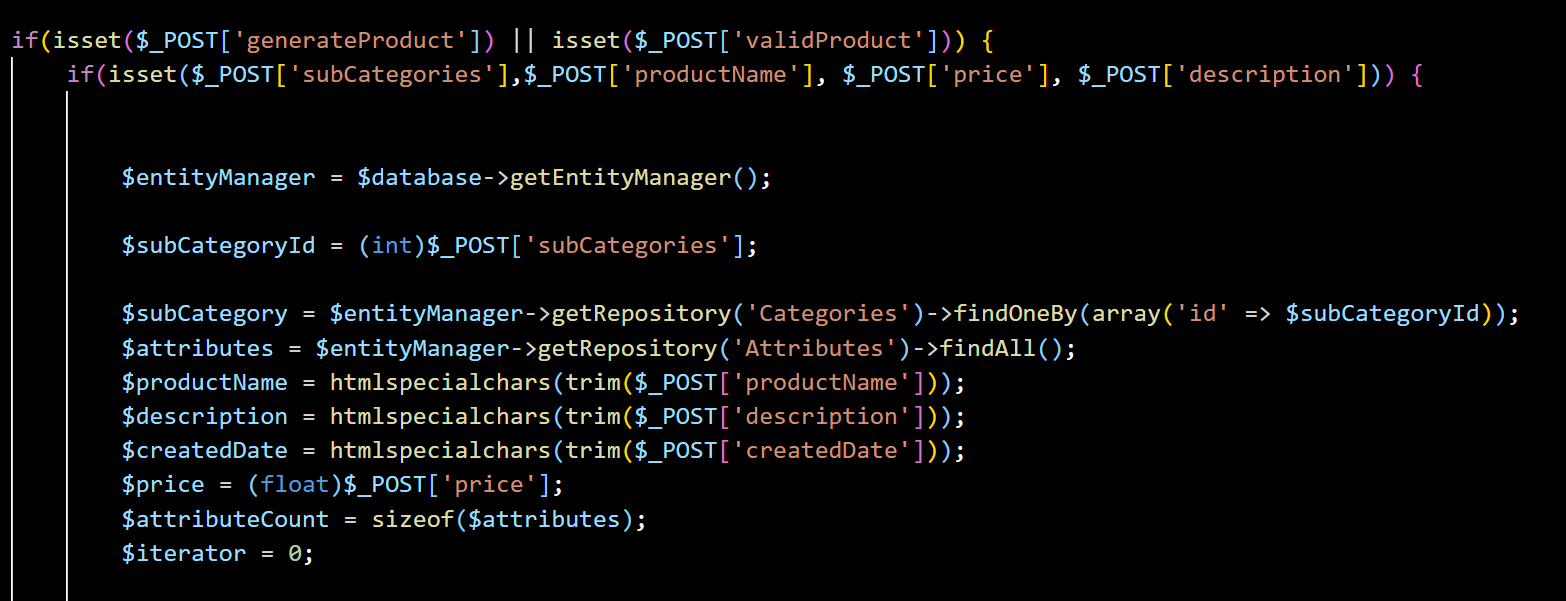 if(isset($_POST['generateProduct']) || isset($_POST['validProduct'])) {
if(isset($_POST['subCategories'],$_POST['productName'], $_POST['price'], $_POST['description'])) {
$entityManager = $database->getEntityManager();
$subCategoryId = (int)$_POST['subCategories'];
$subCategory = $entityManager->getRepository('Categories')->findOneBy(array('id' => $subCategoryId));
$attributes = $entityManager->getRepository('Attributes')->findAll();
$productName = htmlspecialchars(trim($_POST['productName']));
$description = htmlspecialchars(trim($_POST['description']));
$createdDate = htmlspecialchars(trim($_POST['createdDate']));
$price = (float)$_POST['price'];
$attributeCount = sizeof($attributes);
$iterator = 0;